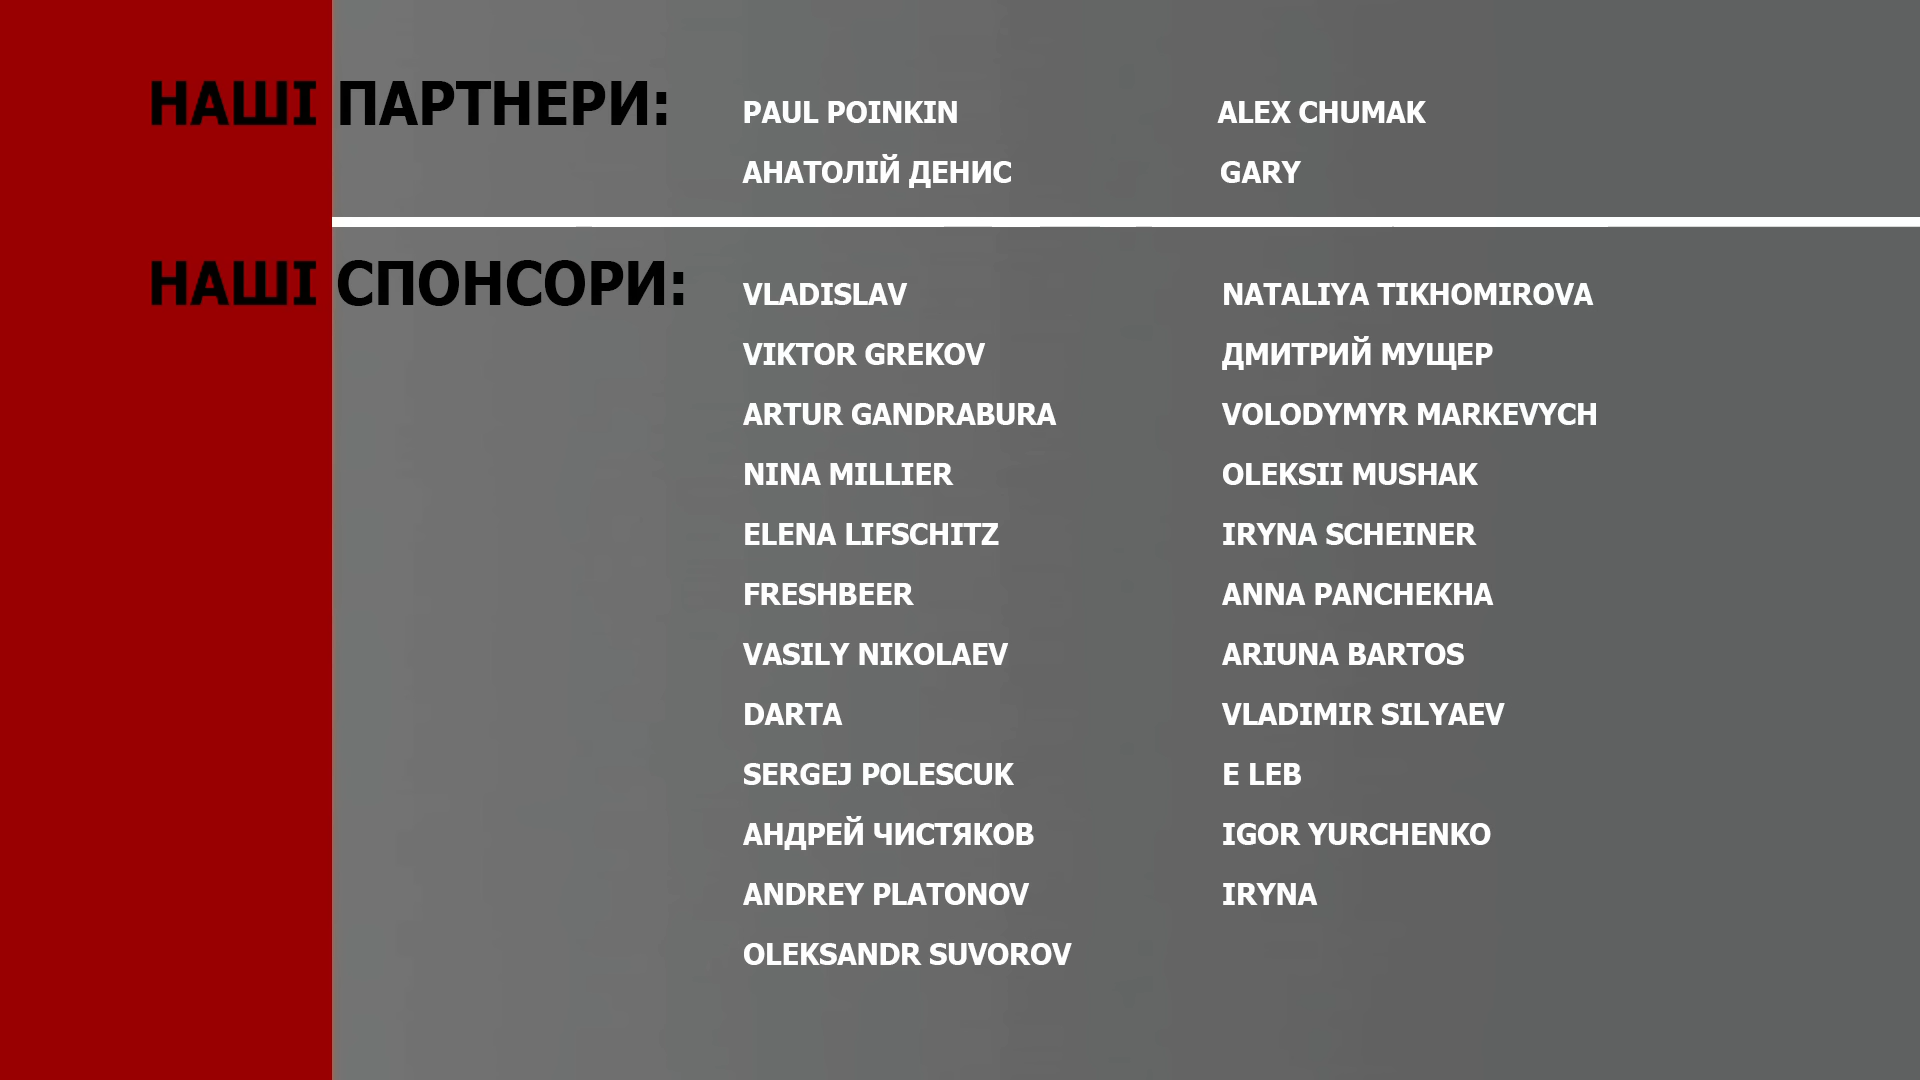 НАШІ ПАРТНЕРИ:
PAUL POINKIN
ALEX CHUMAK
АНАТОЛІЙ ДЕНИС
GARY
НАШІ СПОНСОРИ:
VLADISLAV
NATALIYA TIKHOMIROVA
VIKTOR GREKOV
ДМИТРИЙ МУЩЕР
ARTUR GANDRABURA
VOLODYMYR MARKEVYCH
NINA MILLIER
OLEKSII MUSHAK
ELENA LIFSCHITZ
IRYNA SCHEINER
FRESHBEER
ANNA PANCHEKHA
VASILY NIKOLAEV
ARIUNA BARTOS
DARTA
VLADIMIR SILYAEV
SERGEJ POLESCUK
E LEB
АНДРЕЙ ЧИСТЯКОВ
IGOR YURCHENKO
ANDREY PLATONOV
IRYNA
OLEKSANDR SUVOROV